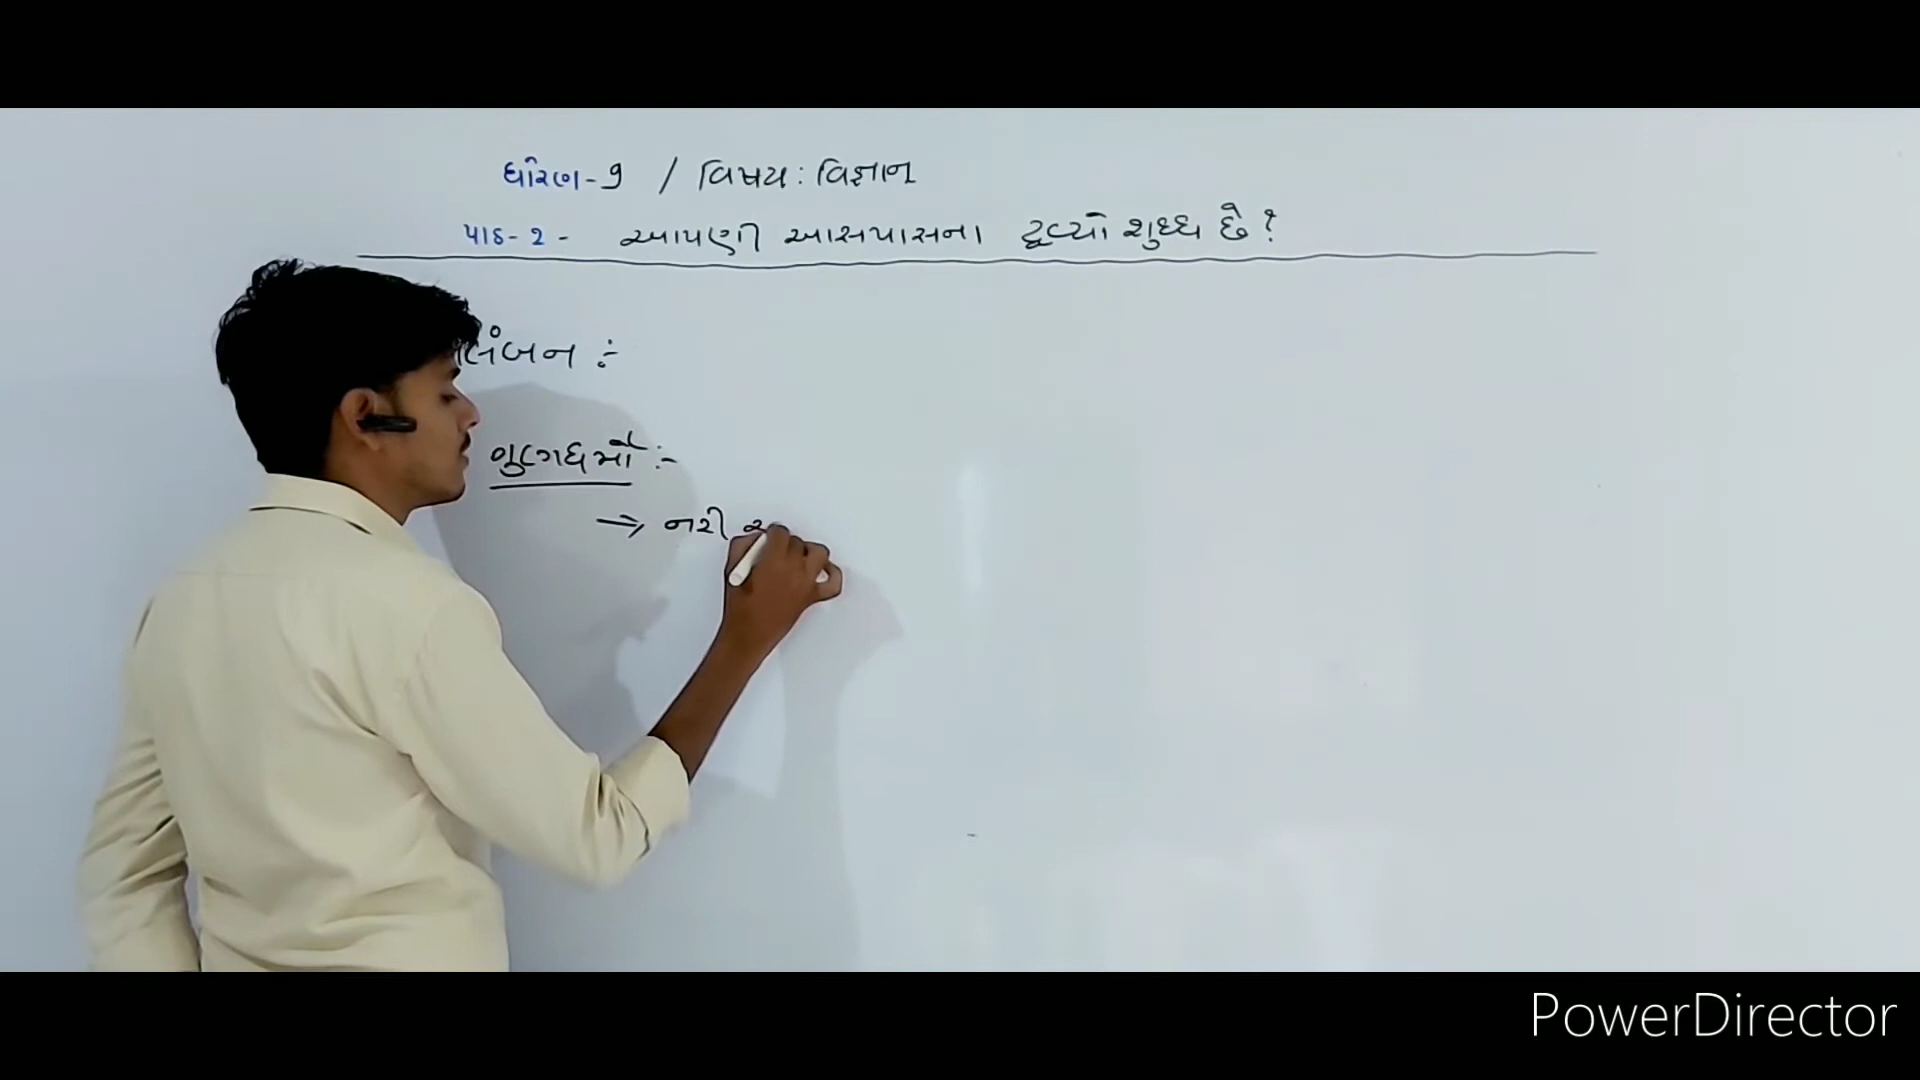 ધોરણ-9 / વિષય : વિજ્ઞાન
પાઠ-2 - આપણી આસપાસના દ્રવ્યો શુધ્ધ છે ?
લંબન :-
ગુણધર્મો :-
→ નરી
PowerDirector